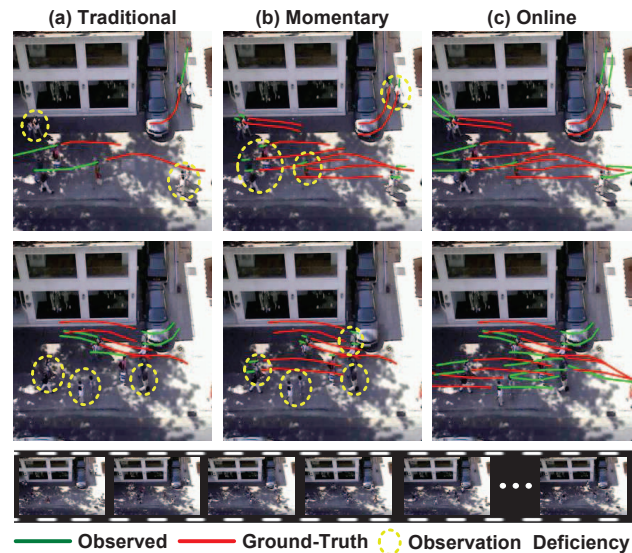 (a) Traditional (b) Momentary (c) Online
Observed Ground-Truth Observation Deficiency